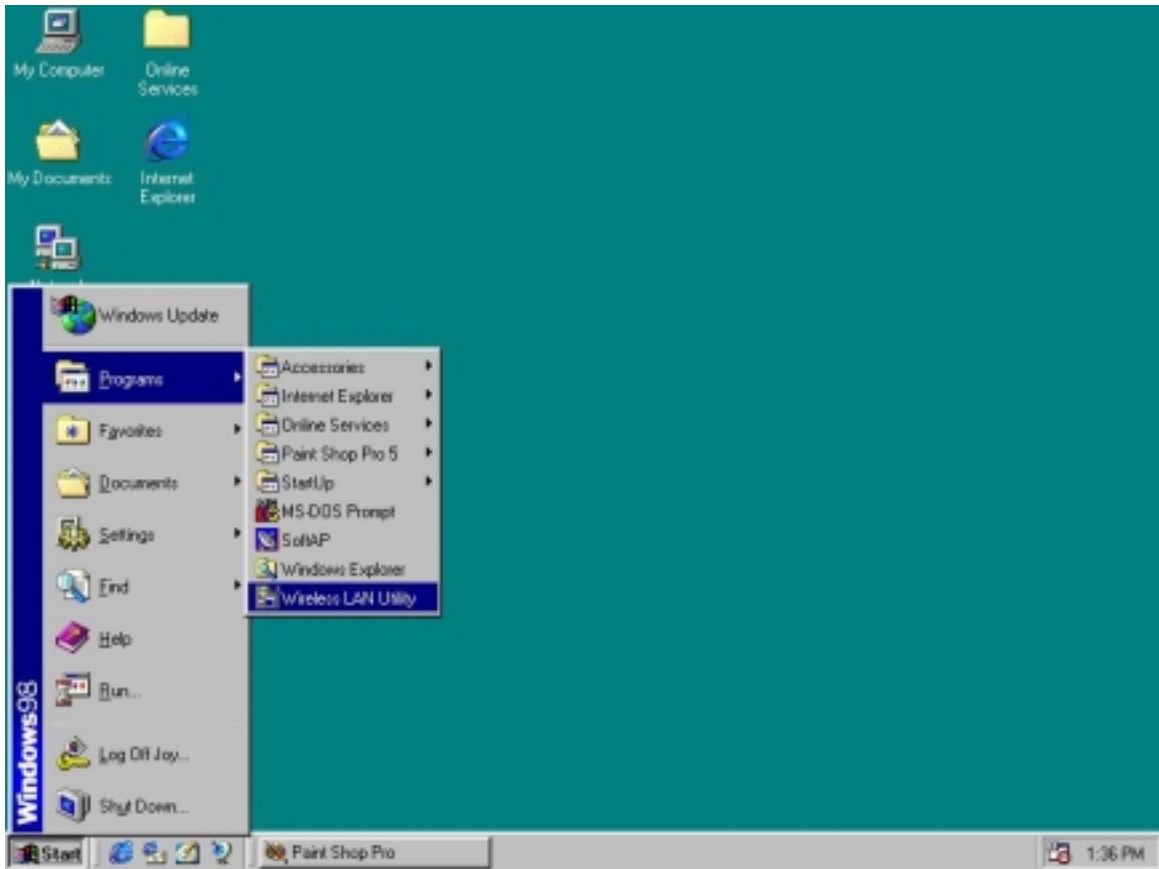 My Computer
Online
Services
My Documents
Internet
Explorer
Windows Update
Programs
Favorites
Documents
Settings
Find
Help
Run...
Log Off Joy...
Shut Down...
Windows98
Accessories
Internet Explorer
Online Services
Paint Shop Pro 5
StartUp
MS-DOS Prompt
SoftAP
Windows Explorer
Wireless LAN Utility
Start
Paint Shop Pro
1:36 PM